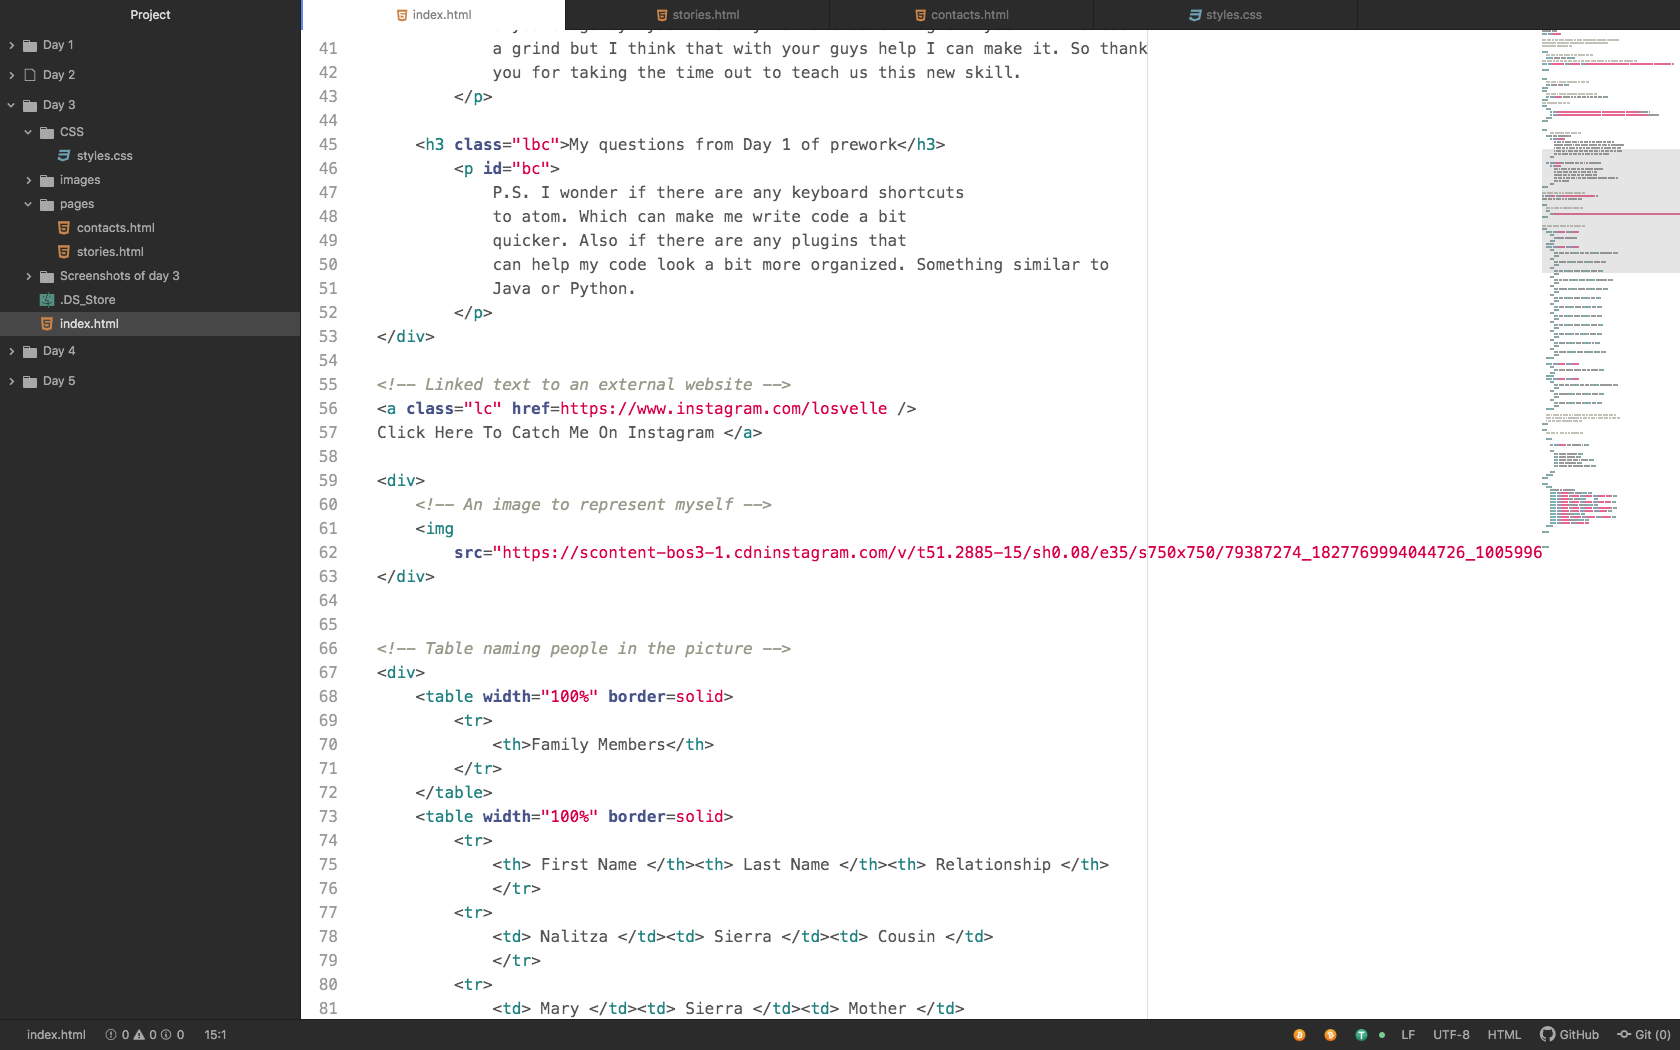 Project
index.html
stories.html
contacts.html
styles.css
Day 1
Day 2
Day 3
CSS
styles.css
images
pages
contacts.html
stories.html
Screenshots of day 3
.DS_Store
index.html
Day 4
Day 5
41 a grind but I think that with your guys help I can make it. So thank
42 you for taking the time out to teach us this new skill.
43 </p>
44
45 <h3 class="lbc">My questions from Day 1 of prework</h3>
46 <p id="bc">
47 P.S. I wonder if there are any keyboard shortcuts
48 to atom. Which can make me write code a bit
49 quicker. Also if there are any plugins that
50 can help my code look a bit more organized. Something similar to
51 Java or Python.
52 </p>
53 </div>
54
55 <!-- Linked text to an external website -->
56 <a class="lc" href=https://www.instagram.com/losvelle />
57 Click Here To Catch Me On Instagram </a>
58
59 <div>
60 <!-- An image to represent myself -->
61 <img
62 src="https://scontent-bos3-1.cdninstagram.com/v/t51.2885-15/sh0.08/e35/s750x750/79387274_1827769994044726_1005996
63 </div>
64
65
66 <!-- Table naming people in the picture -->
67 <div>
68 <table width="100%" border=solid>
69 <tr>
70 <th>Family Members</th>
71 </tr>
72 </table>
73 <table width="100%" border=solid>
74 <tr>
75 <th> First Name </th><th> Last Name </th><th> Relationship </th>
76 </tr>
77 <tr>
78 <td> Nalitza </td><td> Sierra </td><td> Cousin </td>
79 </tr>
80 <tr>
81 <td> Mary </td><td> Sierra </td><td> Mother </td>
index.html 0 0 0 15:1
LF UTF-8 HTML GitHub Git (0)